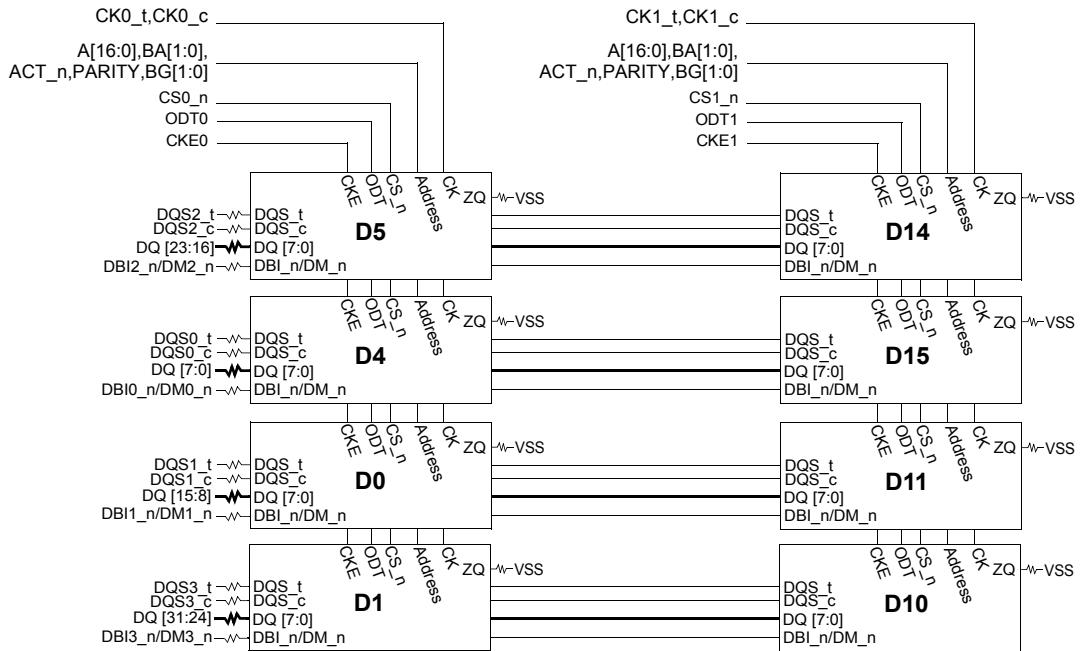 CK0_t,CK0_c
CK1_t,CK1_c
A[16:0],BA[1:0],
ACT_n,PARITY,BG[1:0]
A[16:0],BA[1:0],
ACT_n,PARITY,BG[1:0]
CS0_n
CS1_n
ODT0
ODT1
CKE0
CKE1
CKE ODT CS_n Address CK ZQ VSS
CKE ODT CS_n Address CK ZQ VSS
DQS2_t DQS_t DQS_t
DQS2_c DQS_c D5 DQS_c D14
DQ [23:16] DQ [7:0] DQ [7:0]
DBI2_n/DM2_n DBI_n/DM_n DBI_n/DM_n
CKE ODT CS_n Address CK ZQ VSS
CKE ODT CS_n Address CK ZQ VSS
DQS0_t DQS_t DQS_t
DQS0_c DQS_c D4 DQS_c D15
DQ [7:0] DQ [7:0] DQ [7:0]
DBI0_n/DM0_n DBI_n/DM_n DBI_n/DM_n
CKE ODT CS_n Address CK ZQ VSS
CKE ODT CS_n Address CK ZQ VSS
DQS1_t DQS_t DQS_t
DQS1_c DQS_c D0 DQS_c D11
DQ [15:8] DQ [7:0] DQ [7:0]
DBI1_n/DM1_n DBI_n/DM_n DBI_n/DM_n
CKE ODT CS_n Address CK ZQ VSS
CKE ODT CS_n Address CK ZQ VSS
DQS3_t DQS_t DQS_t
DQS3_c DQS_c D1 DQS_c D10
DQ [31:24] DQ [7:0] DQ [7:0]
DBI3_n/DM3_n DBI_n/DM_n DBI_n/DM_n